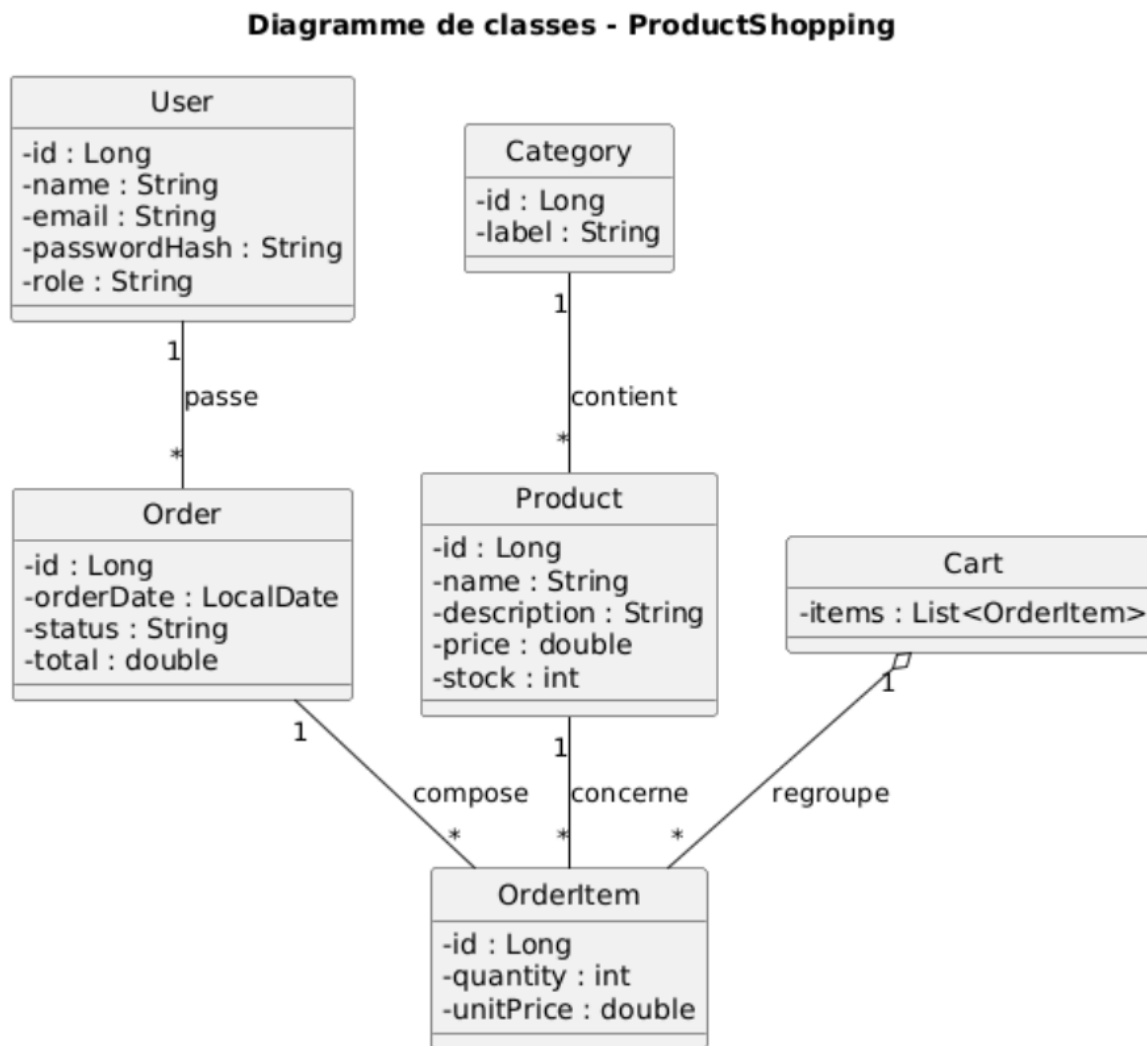 Diagramme de classes - ProductShopping
User
-id : Long
-name : String
-email : String
-passwordHash : String
-role : String
Category
-id : Long
-label : String
1
passe
*
1
contient
*
Order
-id : Long
-orderDate : LocalDate
-status : String
-total : double
Product
-id : Long
-name : String
-description : String
-price : double
-stock : int
Cart
-items : List<OrderItem>
1
compose
*
1
concerne
*
1
regroupe
*
OrderItem
-id : Long
-quantity : int
-unitPrice : double